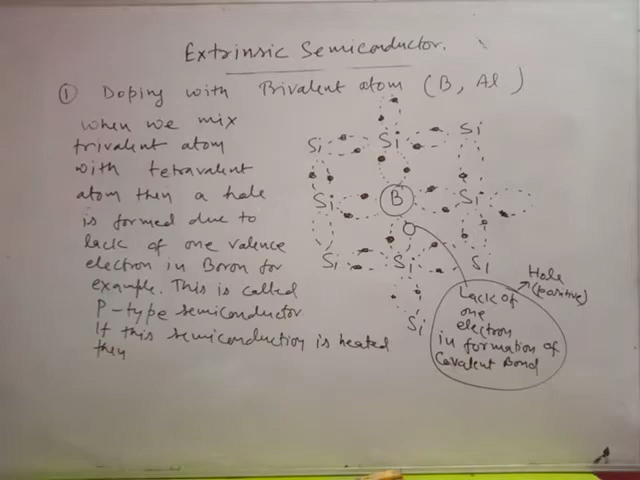 Extrinsic Semiconductor.
① Doping with Trivalent atom (B, Al)
when we mix
trivalent atom
with tetravalent
atom then a hole
is formed due to
lack of one valence
electron in Boron for
example. This is called
P-type semiconductor
If this semiconduction is heated
then
Si Si Si
Si B Si
Si Si Si
Si
Hole
(positive)
Lack of
one
electron
in formation of
Covalent Bond